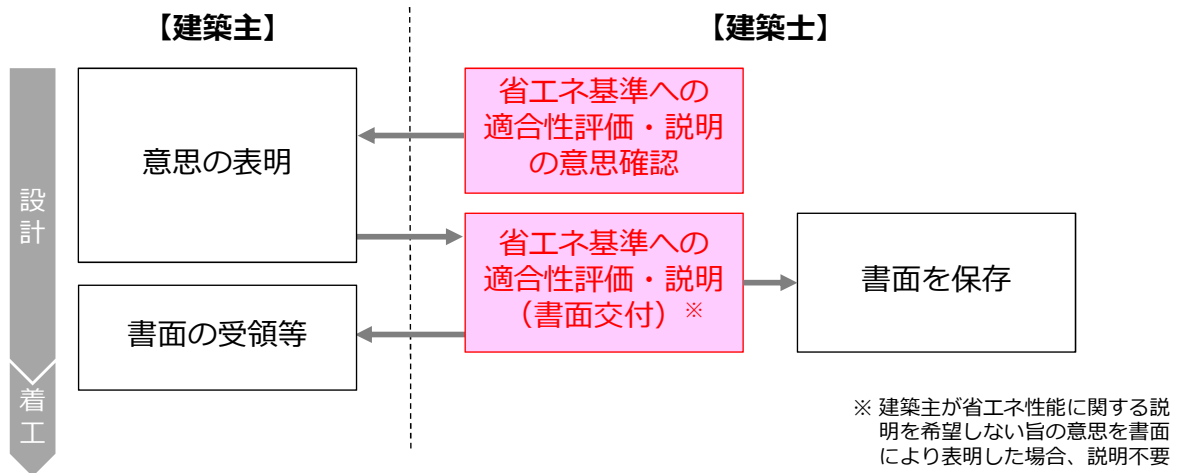 【建築主】
【建築士】
設計
着工
意思の表明
書面の受領等
省エネ基準への
適合性評価・説明
の意思確認
省エネ基準への
適合性評価・説明
（書面交付）※
書面を保存
※ 建築主が省エネ性能に関する説
明を希望しない旨の意思を書面
により表明した場合、説明不要